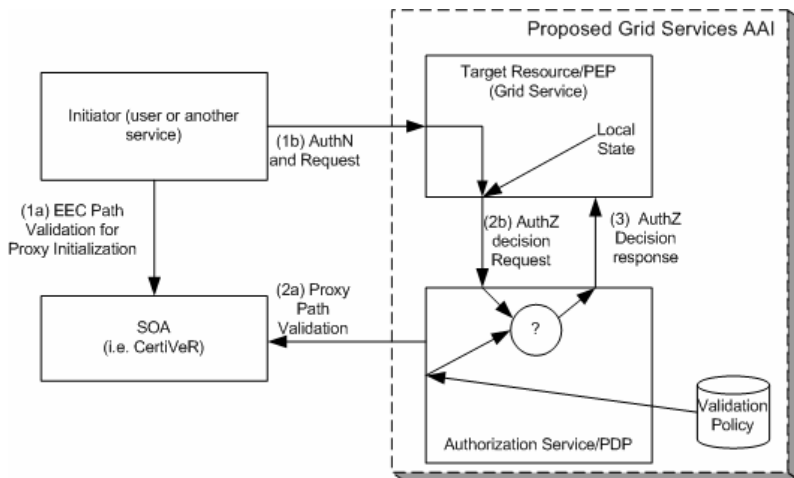 Proposed Grid Services AAI
Target Resource/PEP
(Grid Service)
Initiator (user or another
service)
Local
State
(1b) AuthN
and Request
(1a) EEC Path
Validation for
Proxy Initialization
(2b) AuthZ
decision
Request
(3) AuthZ
Decision
response
(2a) Proxy
Path
Validation
SOA
(i.e. CertiVeR)
?
Validation
Policy
Authorization Service/PDP